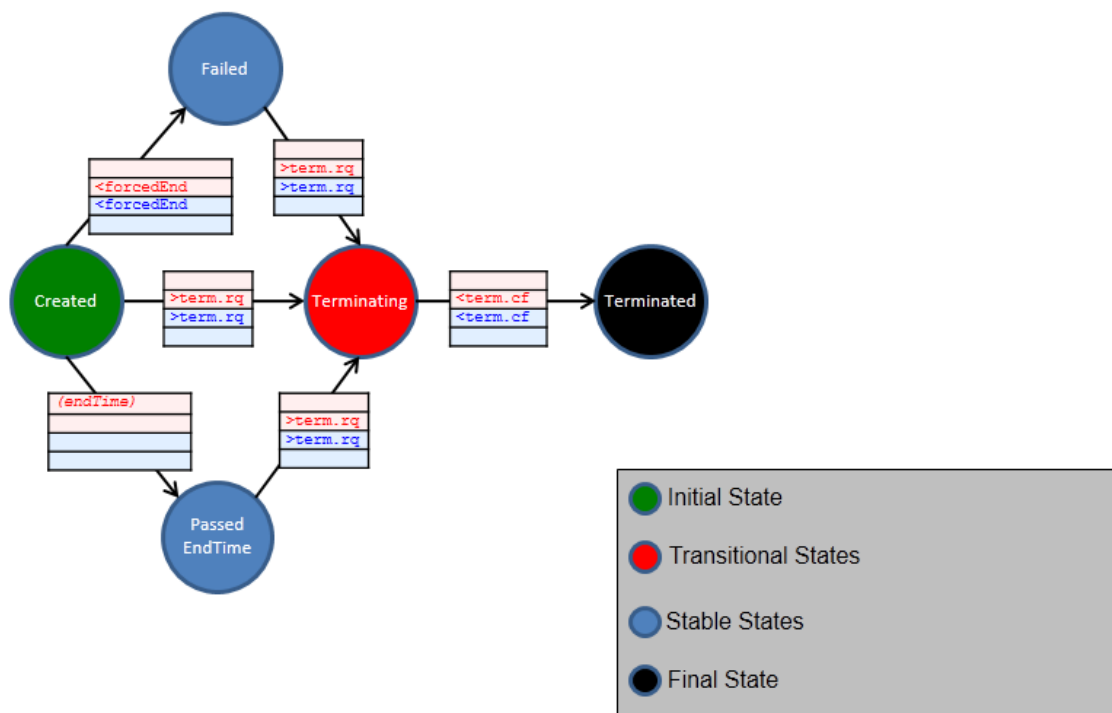 Failed
>term.rq
>term.rq
<forcedEnd
<forcedEnd
Created
>term.rq
>term.rq
Terminating
<term.cf
<term.cf
Terminated
(endTime)
>term.rq
>term.rq
Passed
EndTime
Initial State
Transitional States
Stable States
Final State